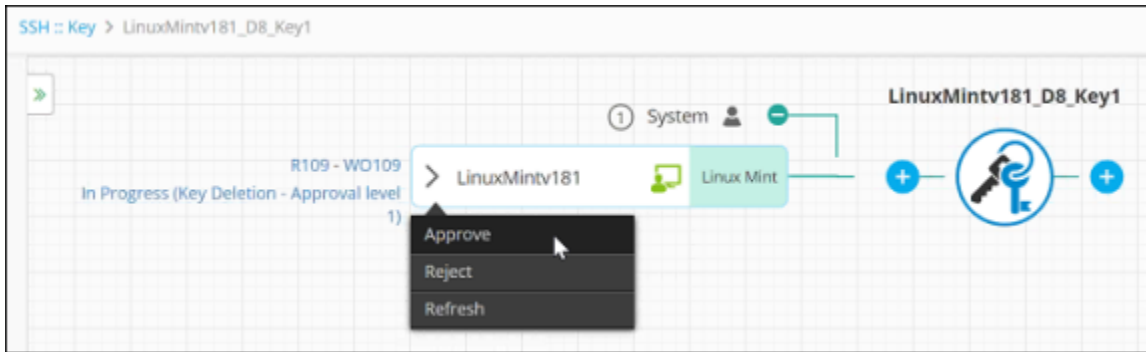 SSH :: Key > LinuxMintv181_D8_Key1
LinuxMintv181_D8_Key1
1 System
R109 - WO109
In Progress (Key Deletion - Approval level
1)
LinuxMintv181
Linux Mint
Approve
Reject
Refresh